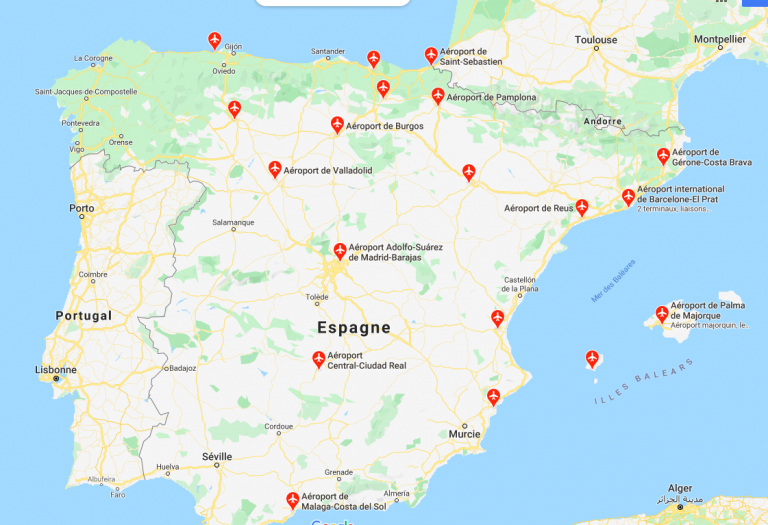 Gijón
Santander
Toulouse
Montpellier
La Corogne
Oviedo
Aéroport de
Saint-Sebastien
Saint-Jacques-de-Compostelle
Aéroport de Pamplona
Pontevedra
Aéroport de Burgos
Andorre
Vigo
Orense
Aéroport de
Gérone-Costa Brava
Aéroport de Valladolid
Aéroport international
de Barcelone-El Prat
2 terminaux; liaisons.
Porto
Aéroport de Reus
Salamanque
Aéroport Adolfo-Suárez
de Madrid-Barajas
Coimbre
Castellón
de la Plana
Mer des Baléares
Tolède
Aéroport de Palma
de Majorque
Aéroport majorquin, le..
Portugal
Espagne
Aéroport
Central-Ciudad Real
Lisbonne
Badajoz
ILLES BALEARS
Cordoue
Murcie
Séville
Huelva
Grenade
Albufeira
Faro
Aéroport de
Malaga-Costa del Sol
Almería
Alger
مدينة الجزائر
Google